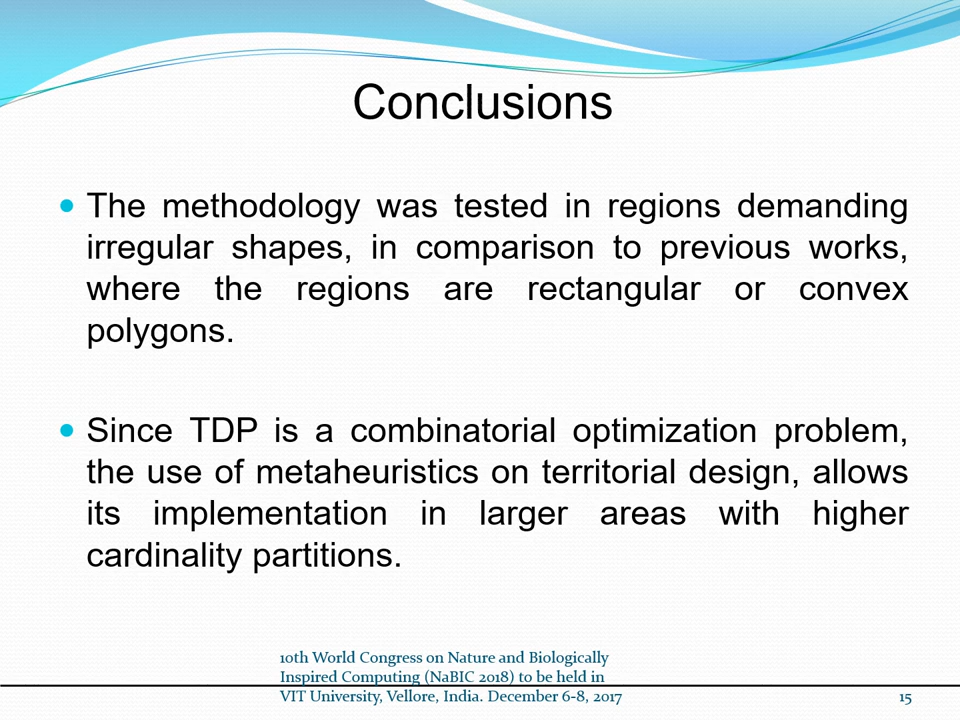 Conclusions
The methodology was tested in regions demanding
irregular shapes, in comparison to previous works,
where the regions are rectangular or convex
polygons.
Since TDP is a combinatorial optimization problem,
the use of metaheuristics on territorial design, allows
its implementation in larger areas with higher
cardinality partitions.
10th World Congress on Nature and Biologically
Inspired Computing (NaBIC 2018) to be held in
VIT University, Vellore, India. December 6-8, 2017
15